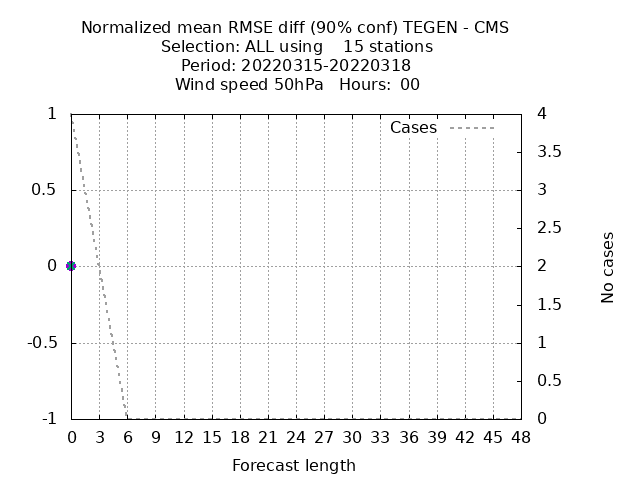 Normalized mean RMSE diff (90% conf) TEGEN - CMS
Selection: ALL using    15 stations
Period: 20220315-20220318
Wind speed 50hPa   Hours:  00
Cases
1
0.5
0
-0.5
-1
4
3.5
3
2.5
2
1.5
1
0.5
0
No cases
0 3 6 9 12 15 18 21 24 27 30 33 36 39 42 45 48
Forecast length